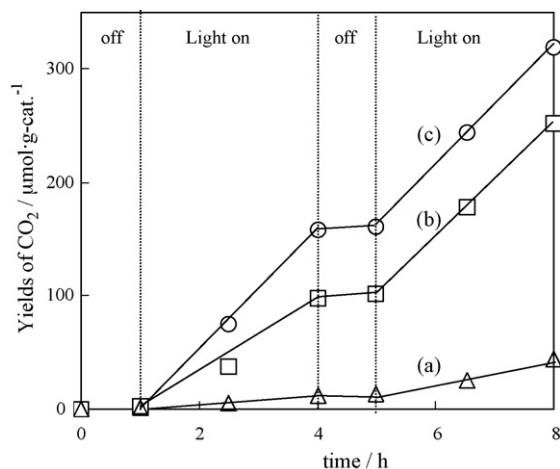 off Light on off Light on
300
(c)
200
(b)
100
(a)
0
0 2 4 6 8
time / h
Yields of CO₂ / μmol·g-cat.⁻¹